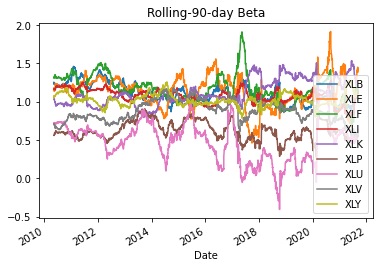 Rolling-90-day Beta
2.0
1.5
1.0
0.5
0.0
−0.5
XLB
XLE
XLF
XLI
XLK
XLP
XLU
XLV
XLY
2010 2012 2014 2016 2018 2020 2022
Date